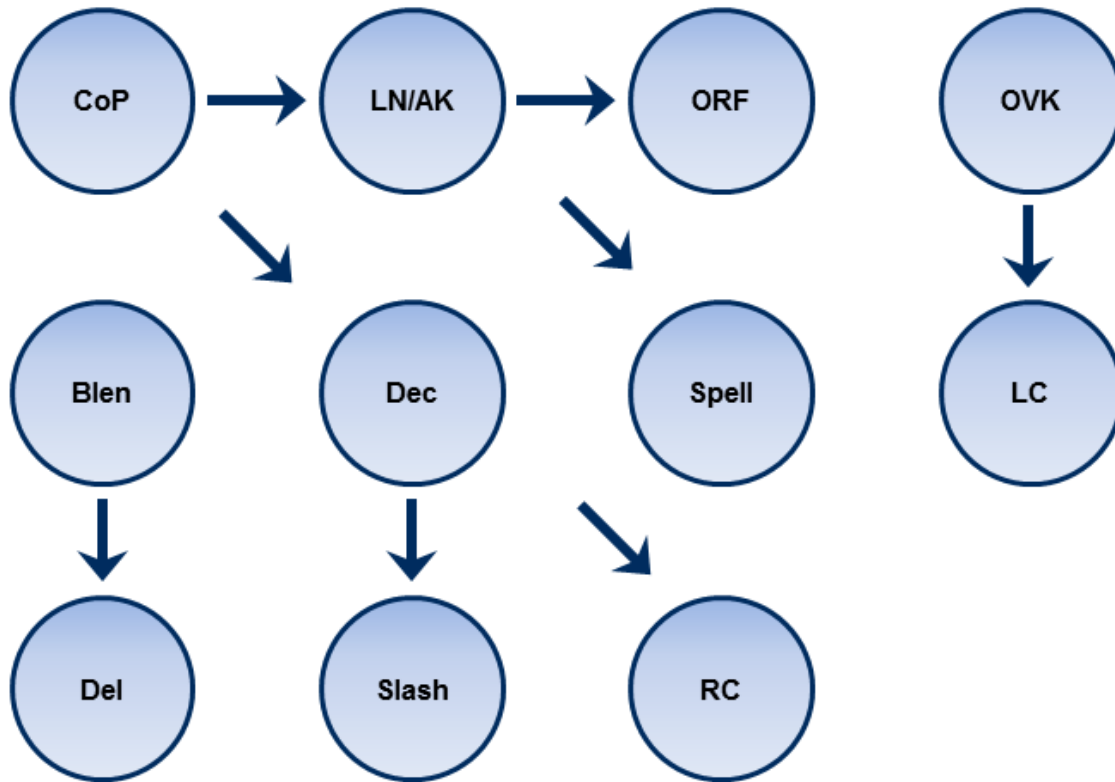 CoP
LN/AK
ORF
OVK
Blen
Dec
Spell
LC
Del
Slash
RC